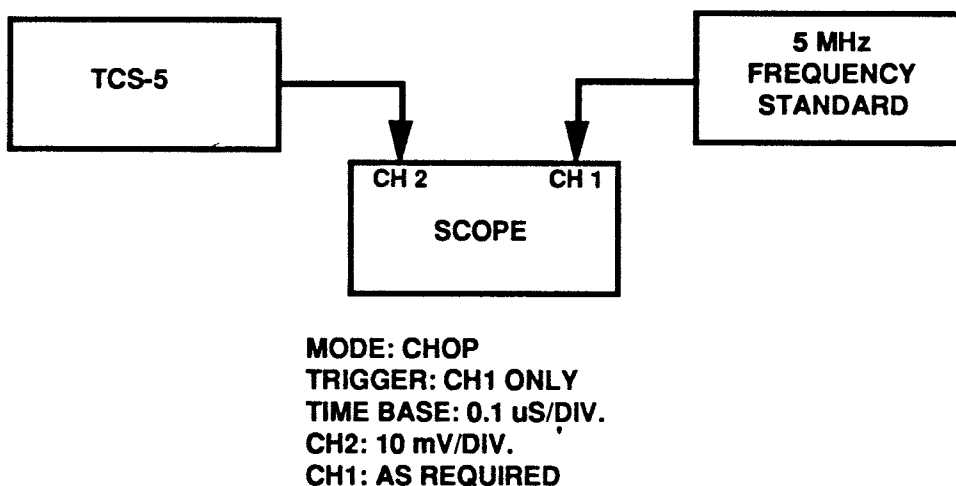 TCS-5
5 MHz
FREQUENCY
STANDARD
CH 2
CH 1
SCOPE
MODE: CHOP
TRIGGER: CH1 ONLY
TIME BASE: 0.1 uS/DIV.
CH2: 10 mV/DIV.
CH1: AS REQUIRED